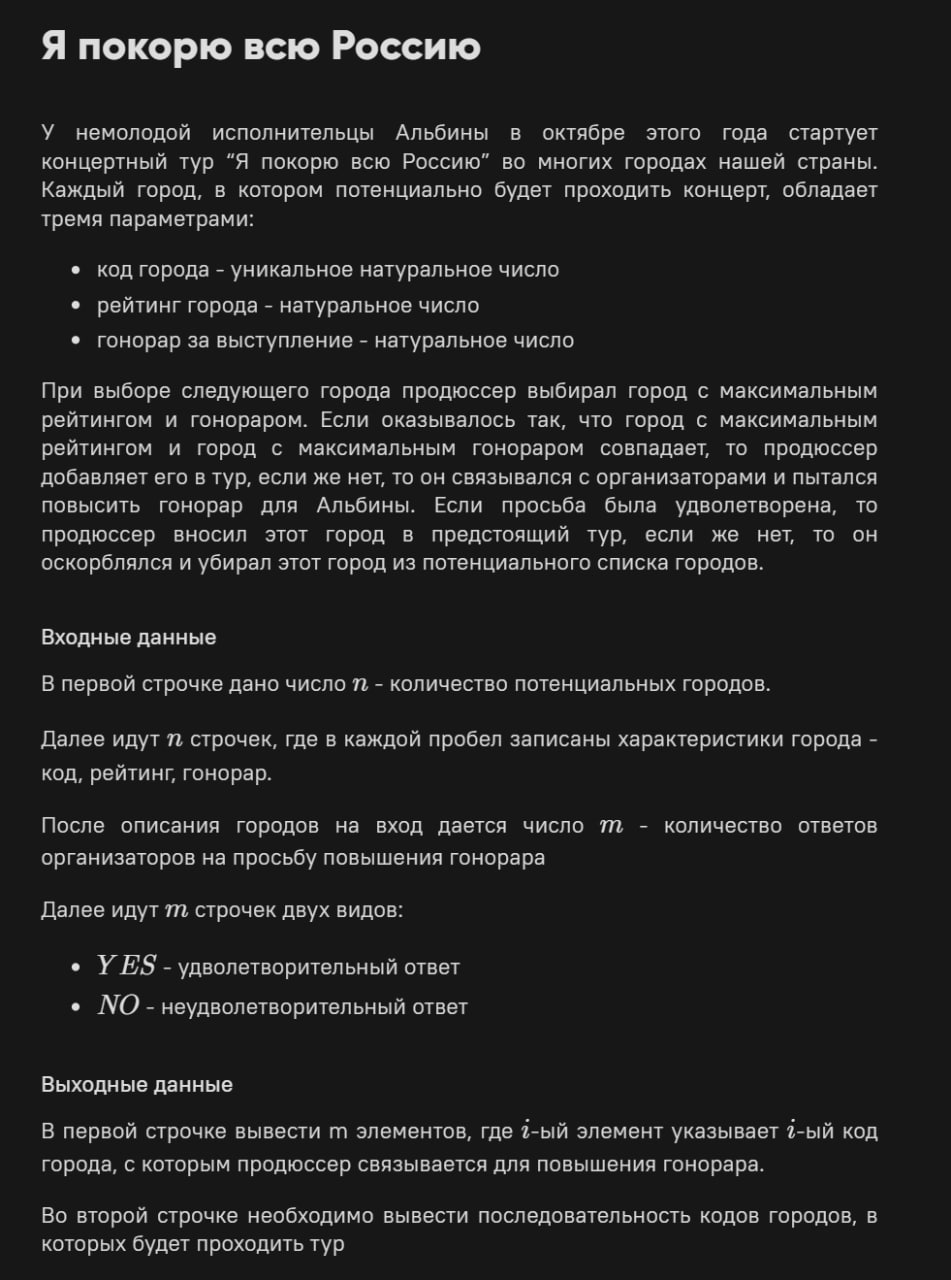 Я покорю всю Россию
У немолодой исполнительцы Альбины в октябре этого года стартует
концертный тур “Я покорю всю Россию” во многих городах нашей страны.
Каждый город, в котором потенциально будет проходить концерт, обладает
тремя параметрами:
• код города - уникальное натуральное число
• рейтинг города - натуральное число
• гонорар за выступление - натуральное число
При выборе следующего города продюссер выбирал город с максимальным
рейтингом и гонораром. Если оказывалось так, что город с максимальным
рейтингом и город с максимальным гонораром совпадает, то продюссер
добавляет его в тур, если же нет, то он связывался с организаторами и пытался
повысить гонорар для Альбины. Если просьба была удволетворена, то
продюссер вносил этот город в предстоящий тур, если же нет, то он
оскорблялся и убирал этот город из потенциального списка городов.
Входные данные
В первой строчке дано число n - количество потенциальных городов.
Далее идут n строчек, где в каждой пробел записаны характеристики города -
код, рейтинг, гонорар.
После описания городов на вход дается число m - количество ответов
организаторов на просьбу повышения гонорара
Далее идут m строчек двух видов:
• YES - удволетворительный ответ
• NO - неудволетворительный ответ
Выходные данные
В первой строчке вывести m элементов, где i-ый элемент указывает i-ый код
города, с которым продюссер связывается для повышения гонорара.
Во второй строчке необходимо вывести последовательность кодов городов, в
которых будет проходить тур